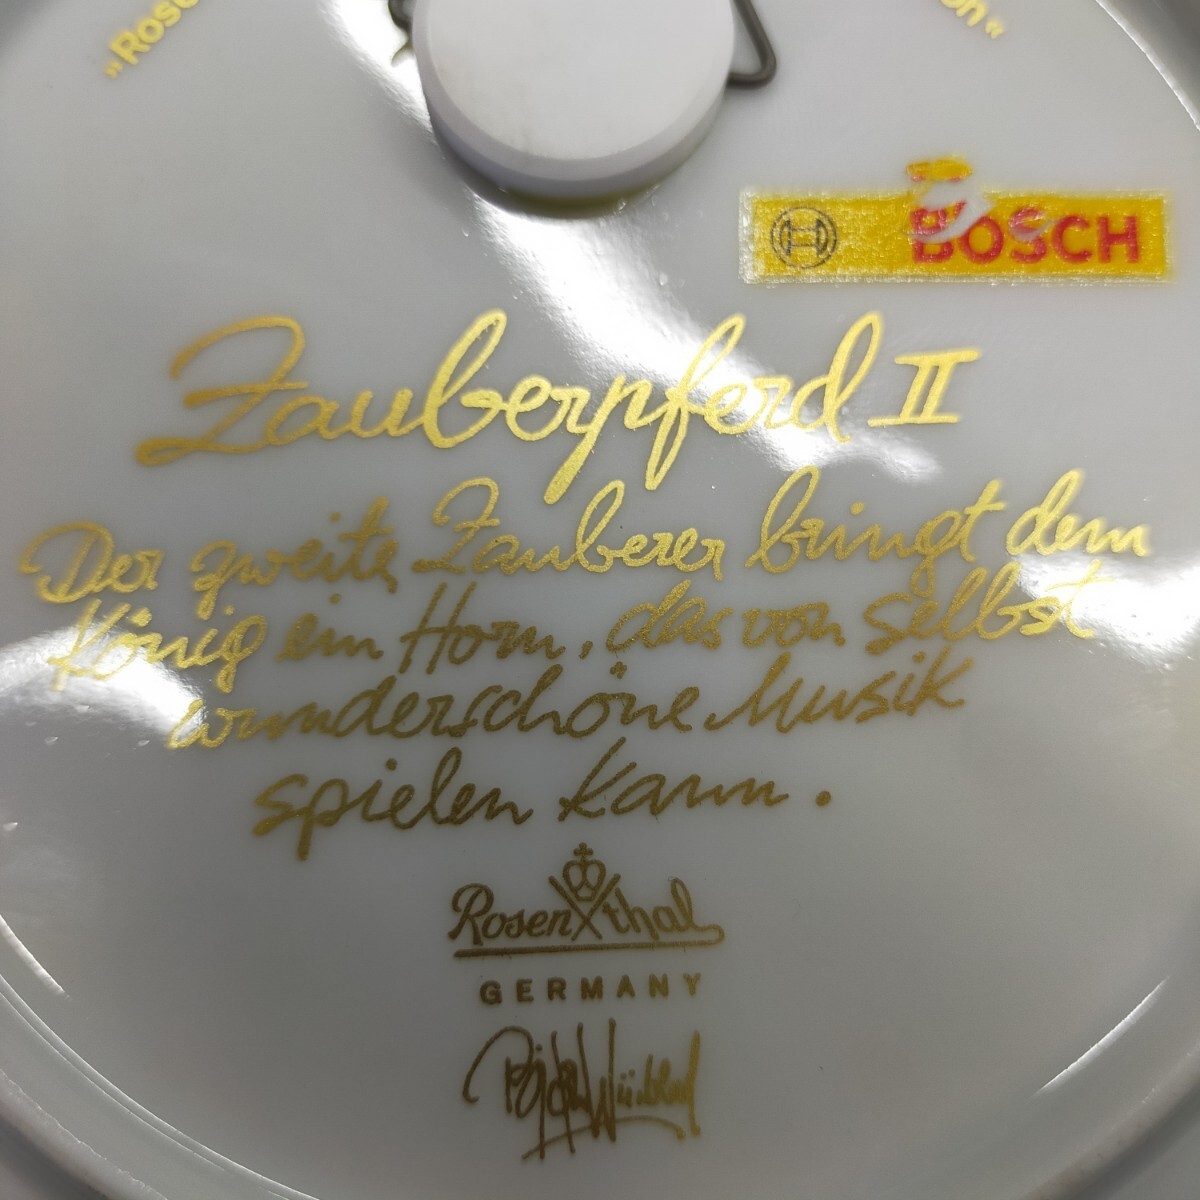 BOSCH
Zauberpferd II
Der zweite Zauberer bringt dem
König ein Horn, das von selbst
wunderschöne Musik
spielen kann.
Rosenthal
GERMANY